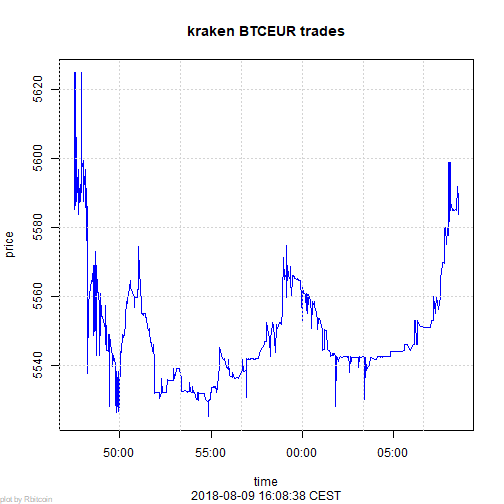 kraken BTCEUR trades
price
5620
5600
5580
5560
5540
50:00 55:00 00:00 05:00
time
2018-08-09 16:08:38 CEST
plot by Rbitcoin